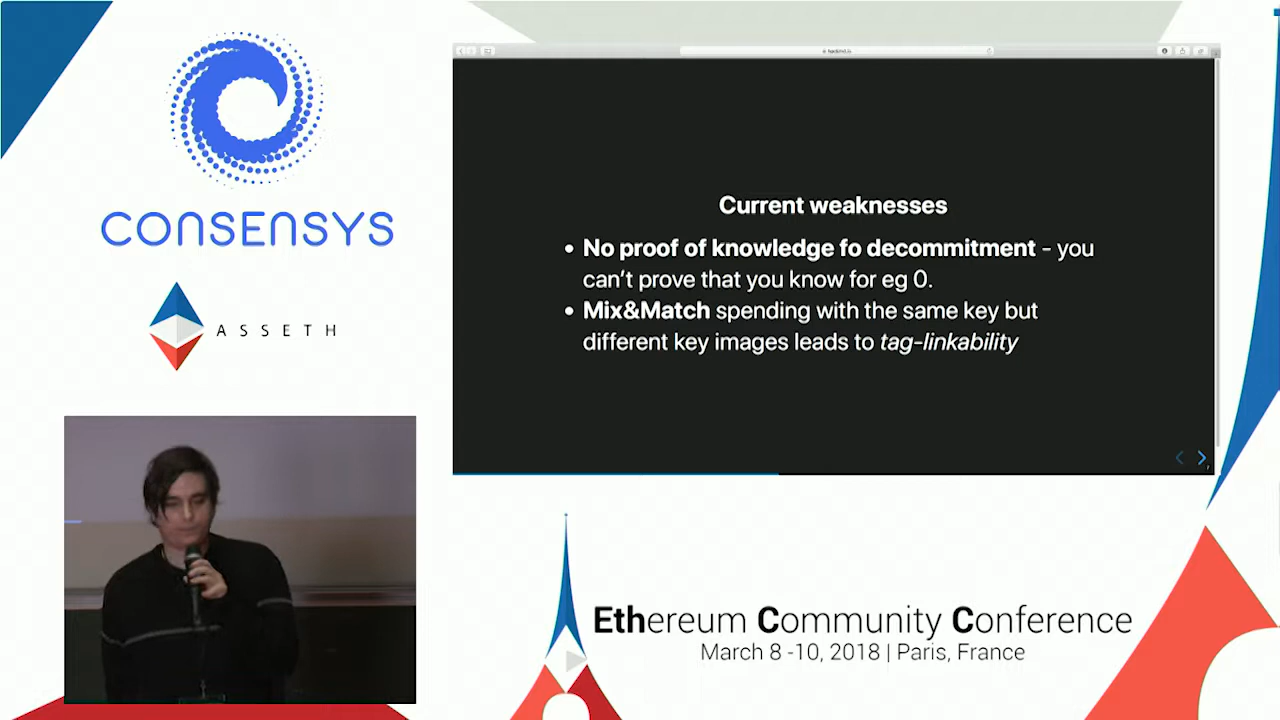 CONSENSYS
ASSETH
Current weaknesses
• No proof of knowledge fo decommitment - you
can't prove that you know for eg 0.
• Mix&Match spending with the same key but
different key images leads to tag-linkability
Ethereum Community Conference
March 8 -10, 2018 | Paris, France